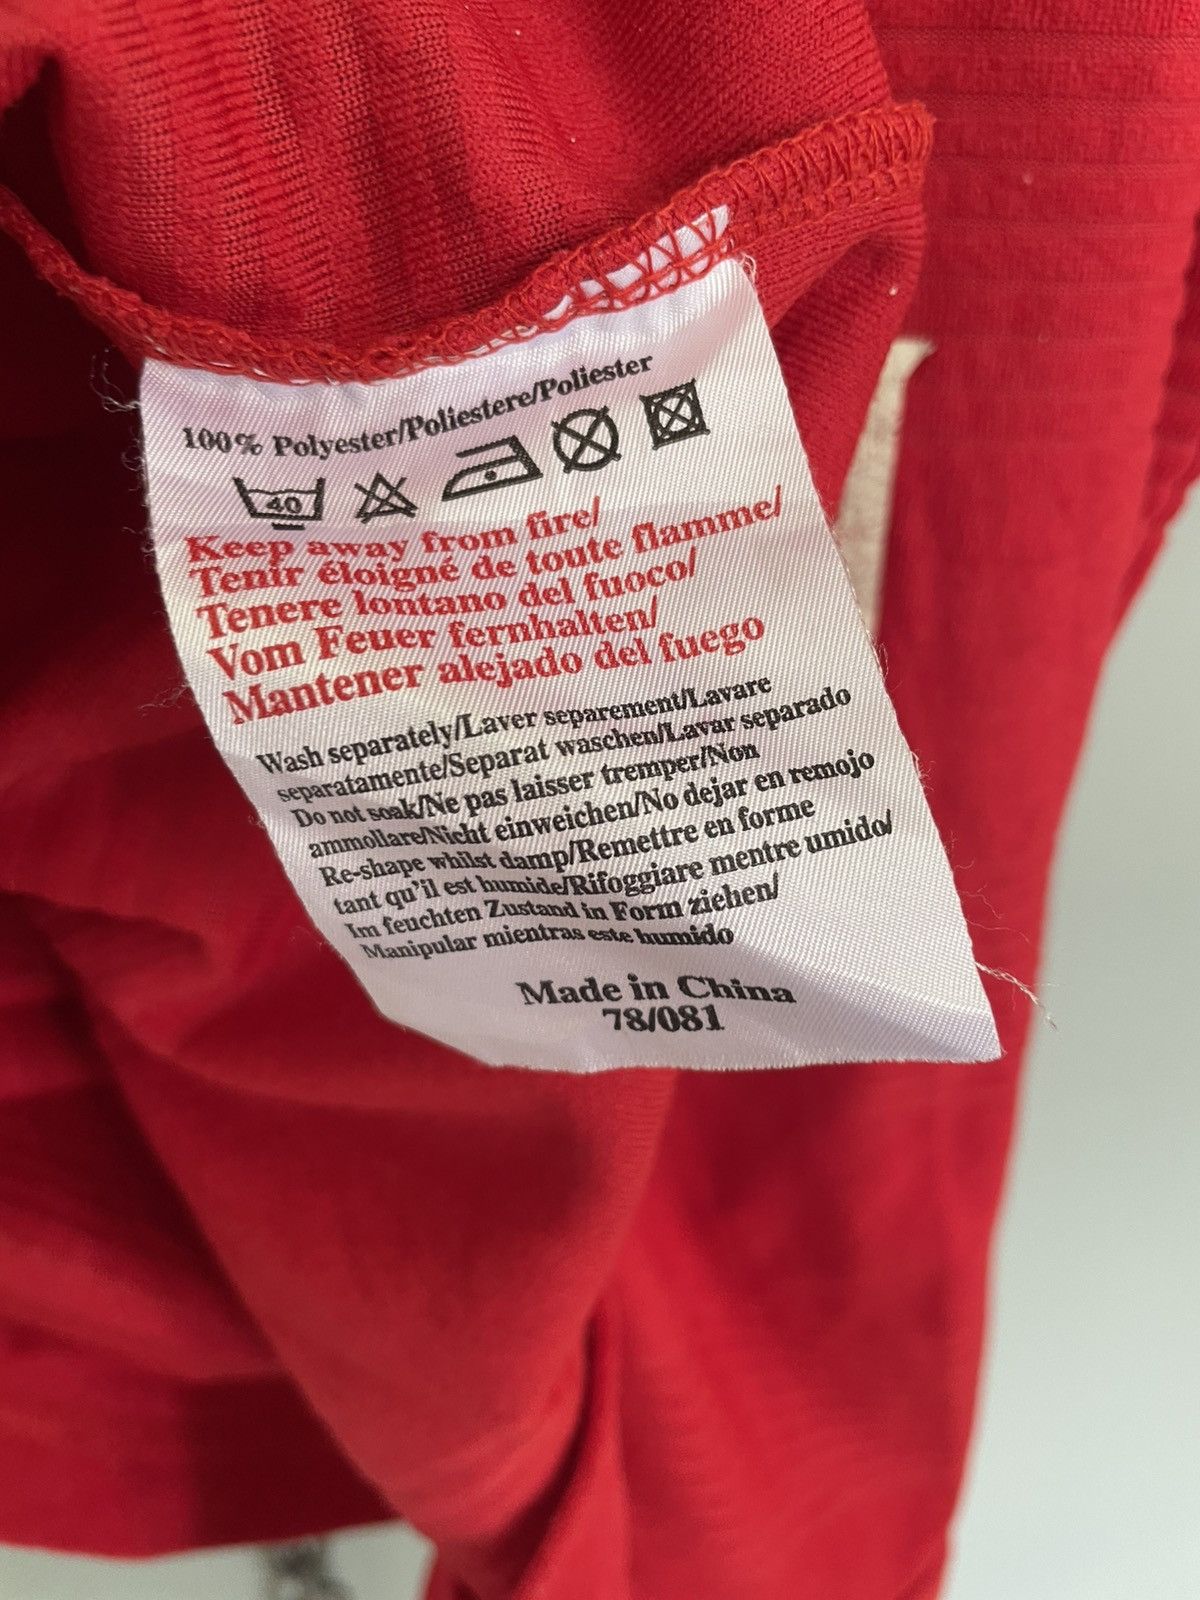 100% Polyester/Poliestere/Poliester
40
Keep away from fire/
Tenir éloigné de toute flamme/
Tenere lontano del fuoco/
Vom Feuer fernhalten/
Mantener alejado del fuego
Wash separately/Laver separement/Lavare
separatamente/Separat waschen/Lavar separado
Do not soak/Ne pas laisser tremper/Non
ammollare/Nicht einweichen/No dejar en remojo
Re-shape whilst damp/Remettre en forme
tant qu'il est humide/Rifoggiare mentre umido/
Im feuchten Zustand in Form ziehen/
Manipular mientras este humido
Made in China
78/081